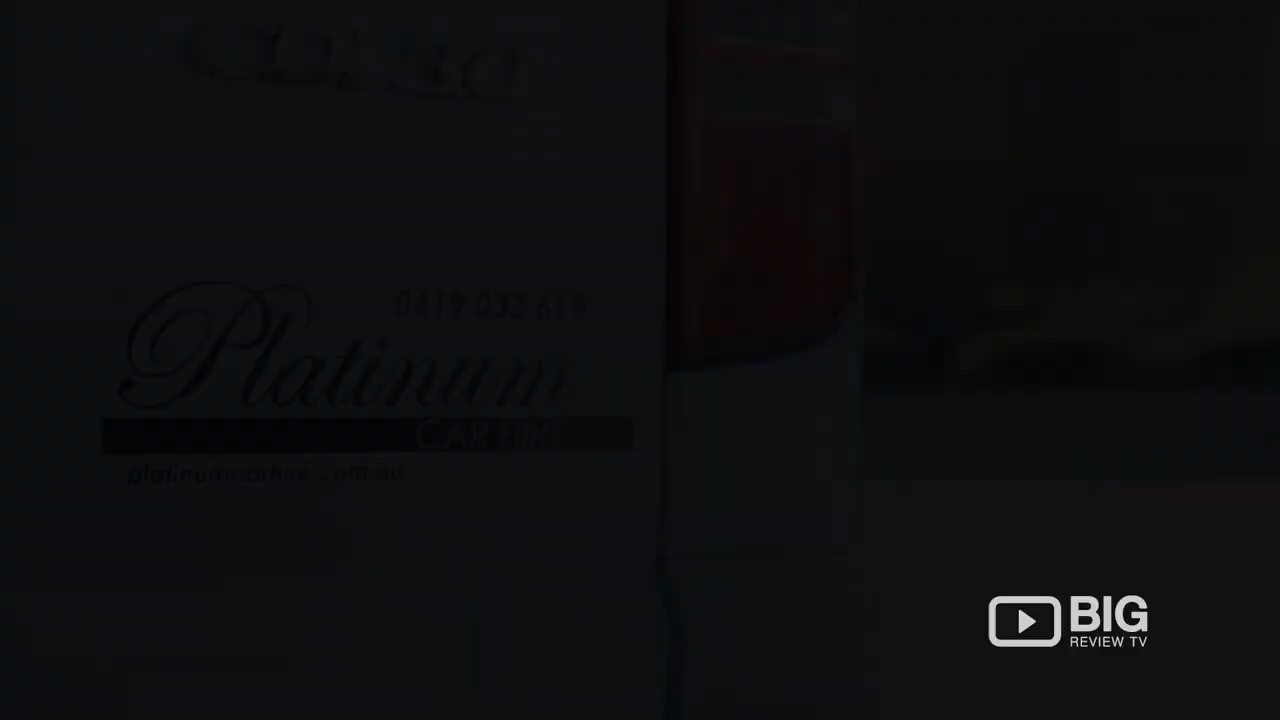 0419 032 619
Platinum
CAR HIRE
platinumcarhire.com.au
BIG
REVIEW TV